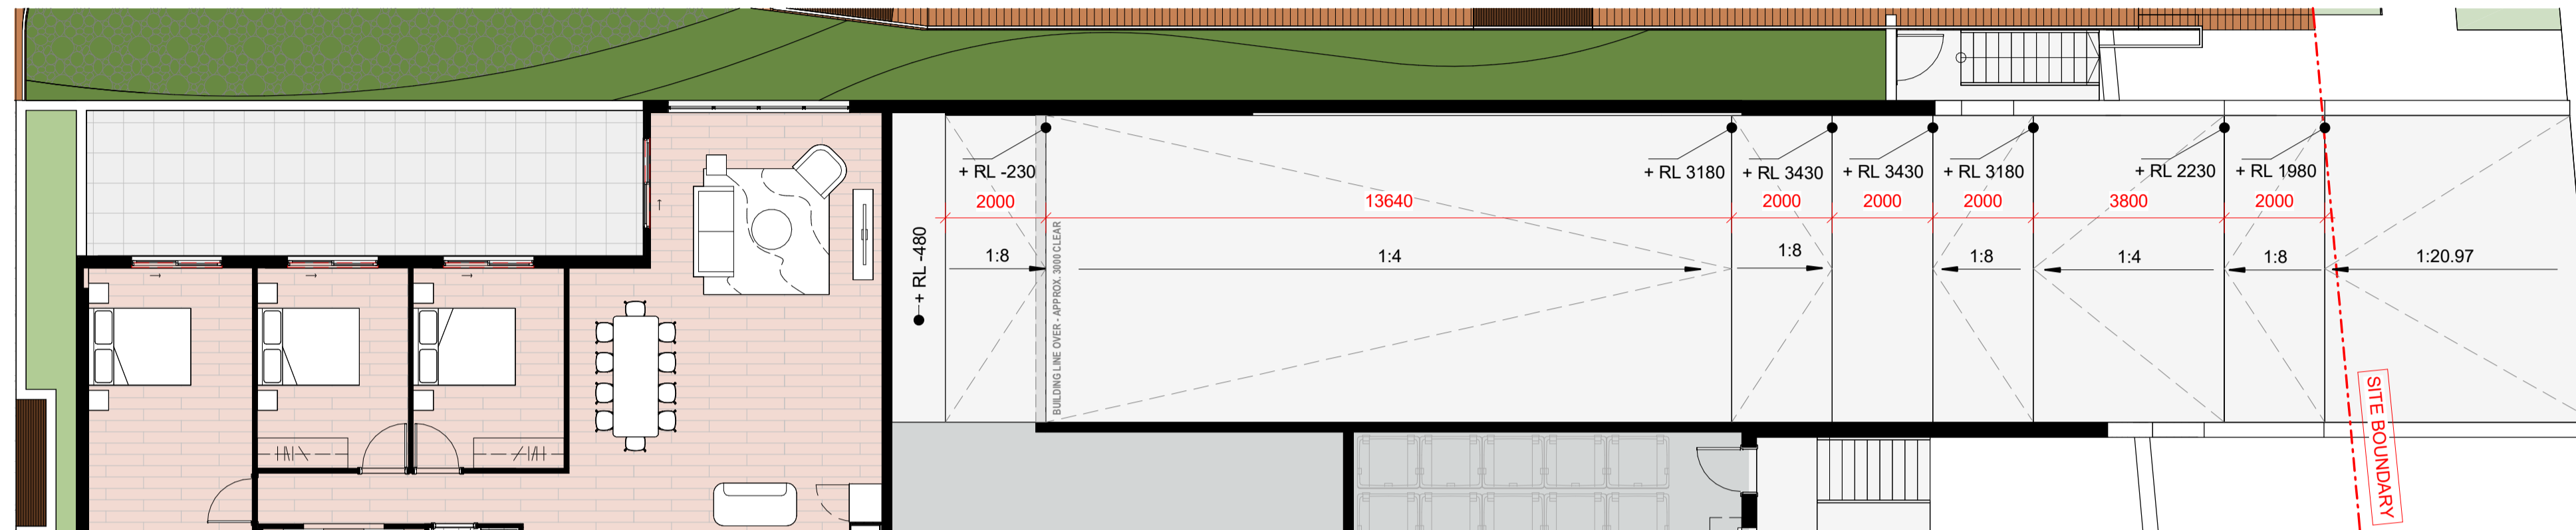 + RL -230
+ RL 3180
+ RL 3430
+ RL 3430
+ RL 3180
+ RL 2230
+ RL 1980
2000
13640
2000
2000
2000
3800
2000
+ RL -480
1:8
BUILDING LINE OVER - APPROX. 3000 CLEAR
1:4
1:8
1:8
1:4
1:8
1:20.97
SITE BOUNDARY